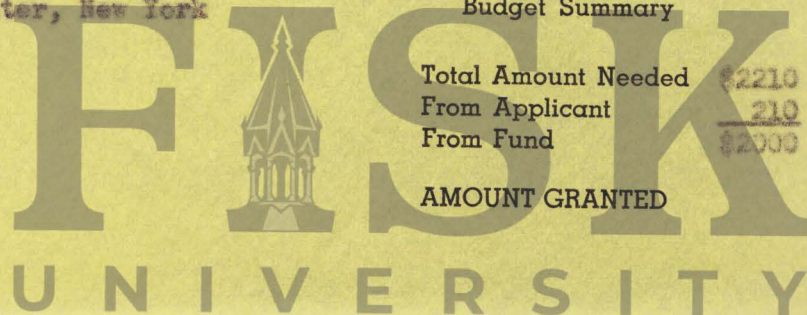 ter, New York
Budget Summary
Total Amount Needed $2210
From Applicant 210
From Fund $2000
AMOUNT GRANTED
FISK
UNIVERSITY